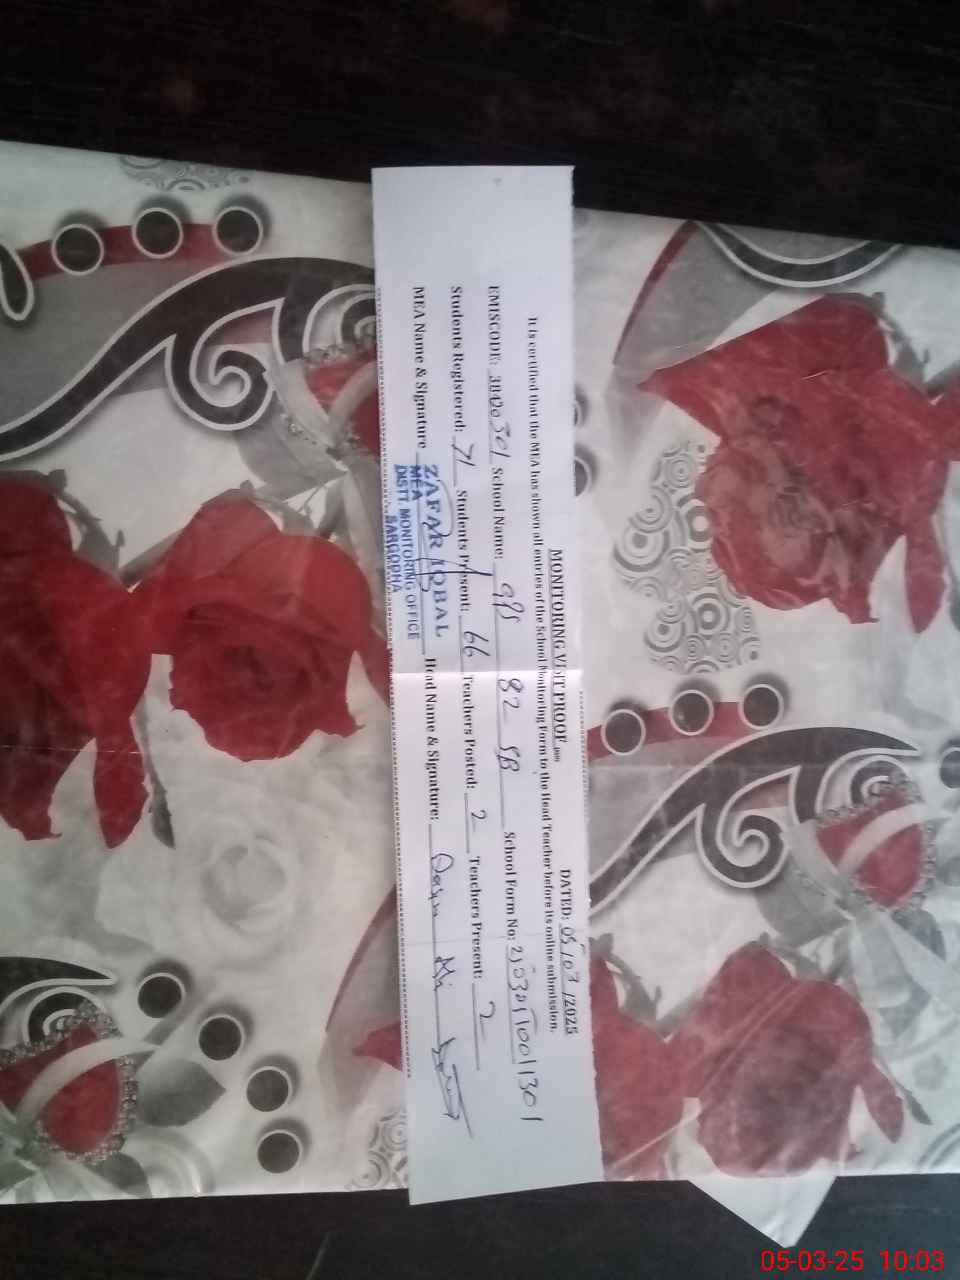 MONITORING VISIT PROOF
DATED: 05/03/2025
It is certified that the MEA has shown all entries of the School Monitoring Form to the Head Teacher before its online submission.
EMISCODE: 38420301 School Name: GPS 82 SB School Form No:
Students Registered: 71 Students Present: 66 Teachers Posted: 2 Teachers Present: 2
MEA Name & Signature Head Name & Signature:
ZAFAR IQBAL
MEA
DISTT. MONITORING OFFICE
SARGODHA
05-03-25 10:03